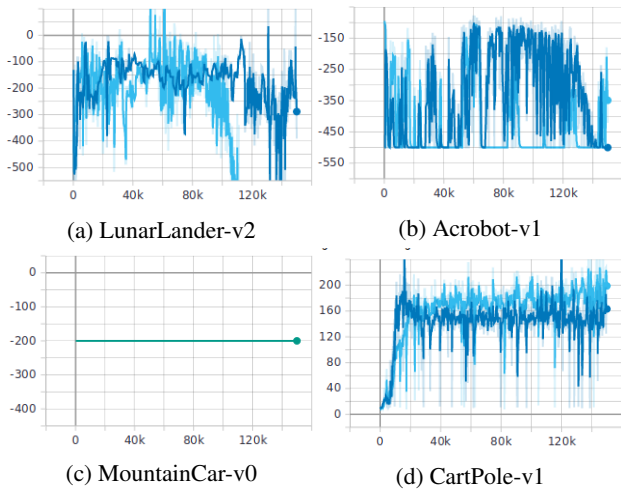 0
-100
-200
-300
-400
-500
0
40k
80k
120k
(a) LunarLander-v2
-150
-250
-350
-450
-550
0
40k
80k
120k
(b) Acrobot-v1
0
-100
-200
-300
-400
0
40k
80k
120k
(c) MountainCar-v0
240
200
160
120
80
40
0
0
40k
80k
120k
(d) CartPole-v1